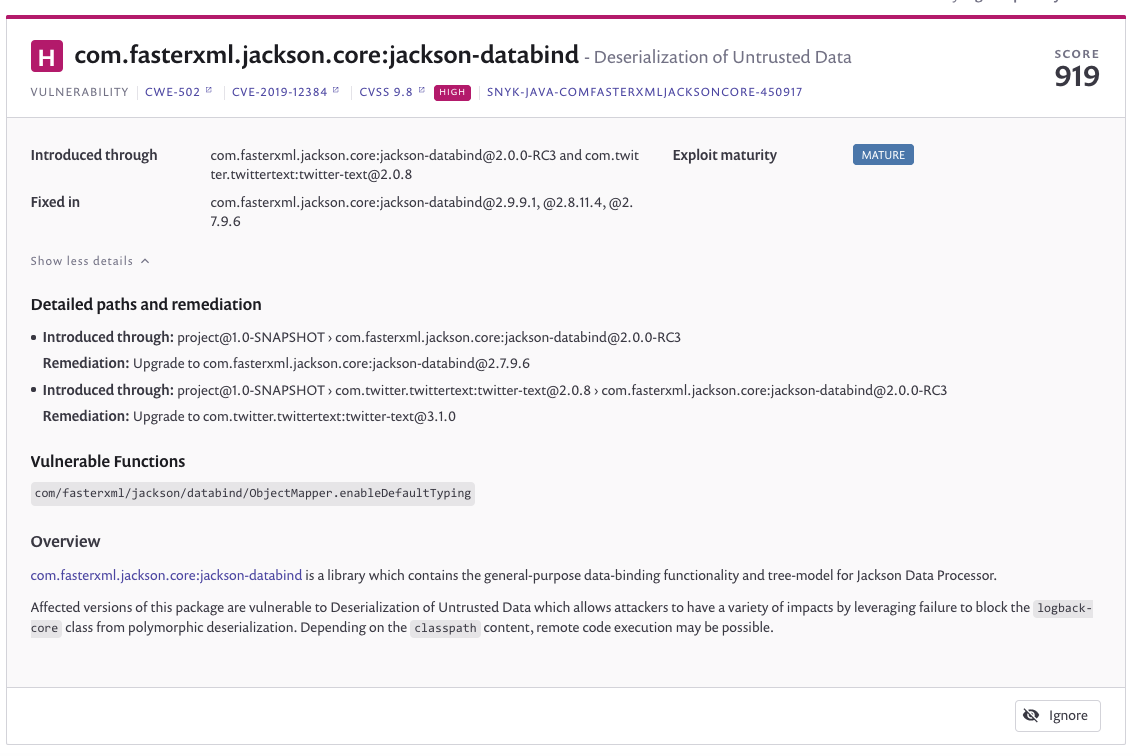 H com.fasterxml.jackson.core:jackson-databind - Deserialization of Untrusted Data
SCORE
919
VULNERABILITY CWE-502 CVE-2019-12384 CVSS 9.8 HIGH SNYK-JAVA-COMFASTERXMLJACKSONCORE-450917
Introduced through com.fasterxml.jackson.core:jackson-databind@2.0.0-RC3 and com.twit
ter.twittertext:twitter-text@2.0.8
Exploit maturity MATURE
Fixed in com.fasterxml.jackson.core:jackson-databind@2.9.9.1, @2.8.11.4, @2.
7.9.6
Show less details
Detailed paths and remediation
• Introduced through: project@1.0-SNAPSHOT › com.fasterxml.jackson.core:jackson-databind@2.0.0-RC3
Remediation: Upgrade to com.fasterxml.jackson.core:jackson-databind@2.7.9.6
• Introduced through: project@1.0-SNAPSHOT › com.twitter.twittertext:twitter-text@2.0.8 › com.fasterxml.jackson.core:jackson-databind@2.0.0-RC3
Remediation: Upgrade to com.twitter.twittertext:twitter-text@3.1.0
Vulnerable Functions
com/fasterxml/jackson/databind/ObjectMapper.enableDefaultTyping
Overview
com.fasterxml.jackson.core:jackson-databind is a library which contains the general-purpose data-binding functionality and tree-model for Jackson Data Processor.
Affected versions of this package are vulnerable to Deserialization of Untrusted Data which allows attackers to have a variety of impacts by leveraging failure to block the logback-
core class from polymorphic deserialization. Depending on the classpath content, remote code execution may be possible.
Ignore